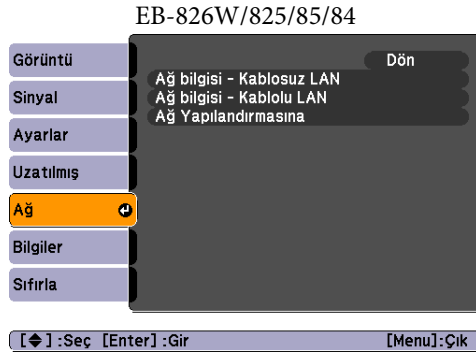 EB-826W/825/85/84
Görüntü
Sinyal
Ayarlar
Uzatılmış
Ağ
Bilgiler
Sıfırla
Dön
Ağ bilgisi - Kablosuz LAN
Ağ bilgisi - Kablolu LAN
Ağ Yapılandırmasına
[◆] :Seç [Enter] :Gir [Menu]:Çık